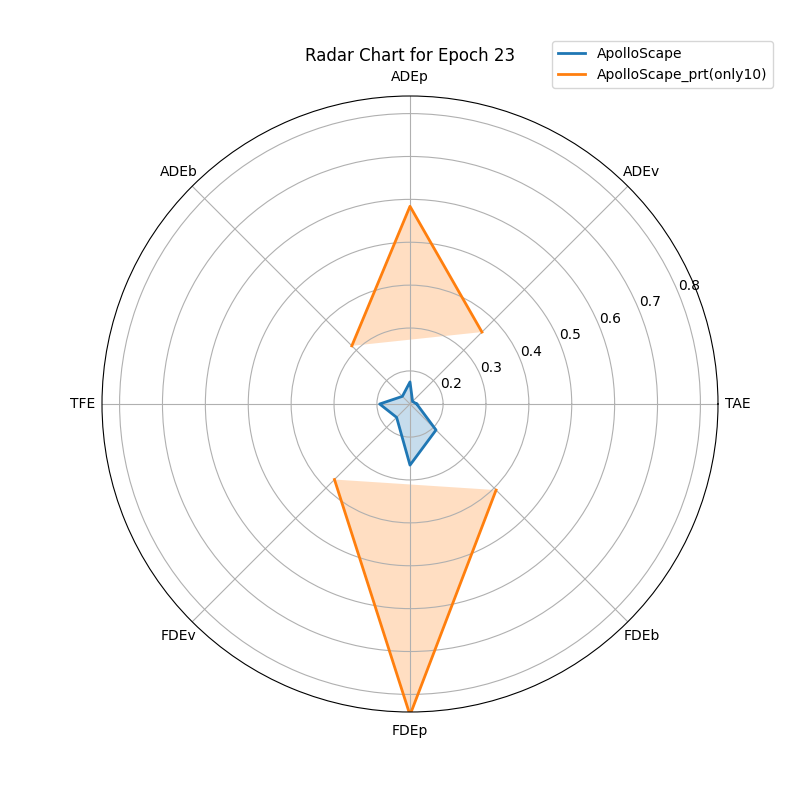 Radar Chart for Epoch 23
ApolloScape
ApolloScape_prt(only10)
ADEp
ADEb
ADEv
0.8
0.7
0.6
0.5
0.4
0.3
0.2
TFE
TAE
FDEv
FDEb
FDEp